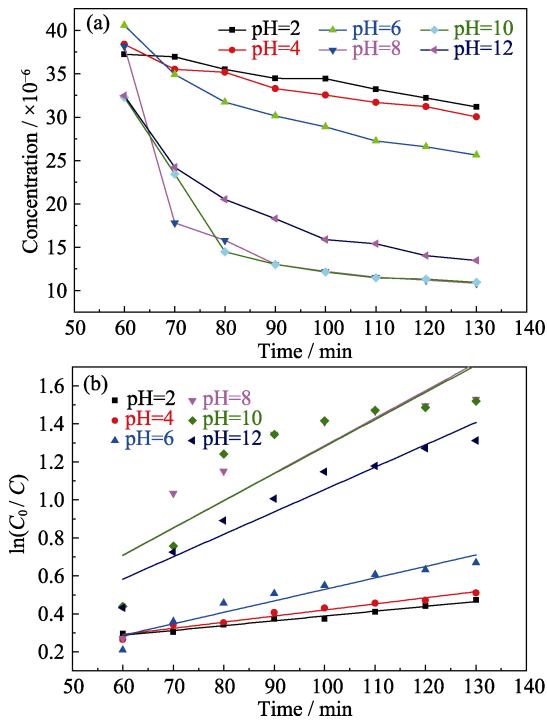 (a)
pH=2 pH=6 pH=10
pH=4 pH=8 pH=12
Concentration / ×10⁻⁶
40
35
30
25
20
15
10
50 60 70 80 90 100 110 120 130 140
Time / min
(b)
pH=2 pH=8
pH=4 pH=10
pH=6 pH=12
ln(C₀/C)
1.6
1.4
1.2
1.0
0.8
0.6
0.4
0.2
50 60 70 80 90 100 110 120 130 140
Time / min